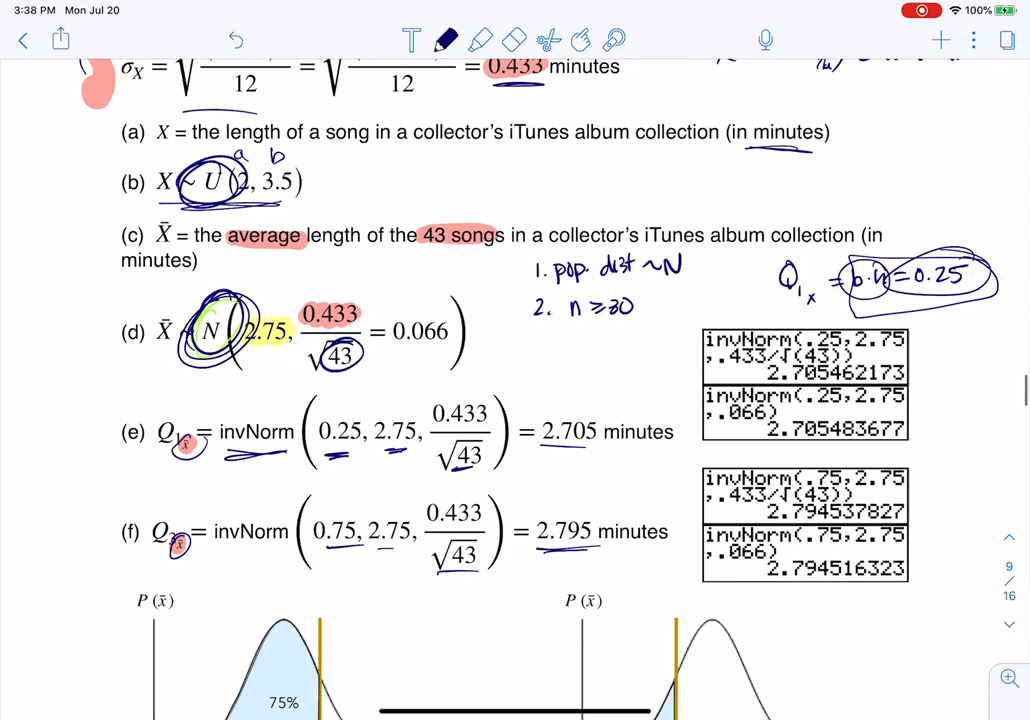 3:38 PM Mon Jul 20
100%
σX = √ 12 = √ 12 = 0.433 minutes
(a) X = the length of a song in a collector's iTunes album collection (in minutes)
a b
(b) X ~ U (2, 3.5)
(c) X̄ = the average length of the 43 songs in a collector's iTunes album collection (in
minutes)
1. pop. dist ~N
2. n ≥30
Q1x = b·h = 0.25
(d) X̄ ~ N (2.75, 0.433/√43 = 0.066)
invNorm(.25,2.75
,.433/√(43))
2.705462173
invNorm(.25,2.75
,.066)
2.705483677
(e) Q1x̄ = invNorm (0.25, 2.75, 0.433/√43) = 2.705 minutes
invNorm(.75,2.75
,.433/√(43))
2.794537827
invNorm(.75,2.75
,.066)
2.794516323
(f) Q3x̄ = invNorm (0.75, 2.75, 0.433/√43) = 2.795 minutes
9
/
16
P (x̄)
P (x̄)
75%